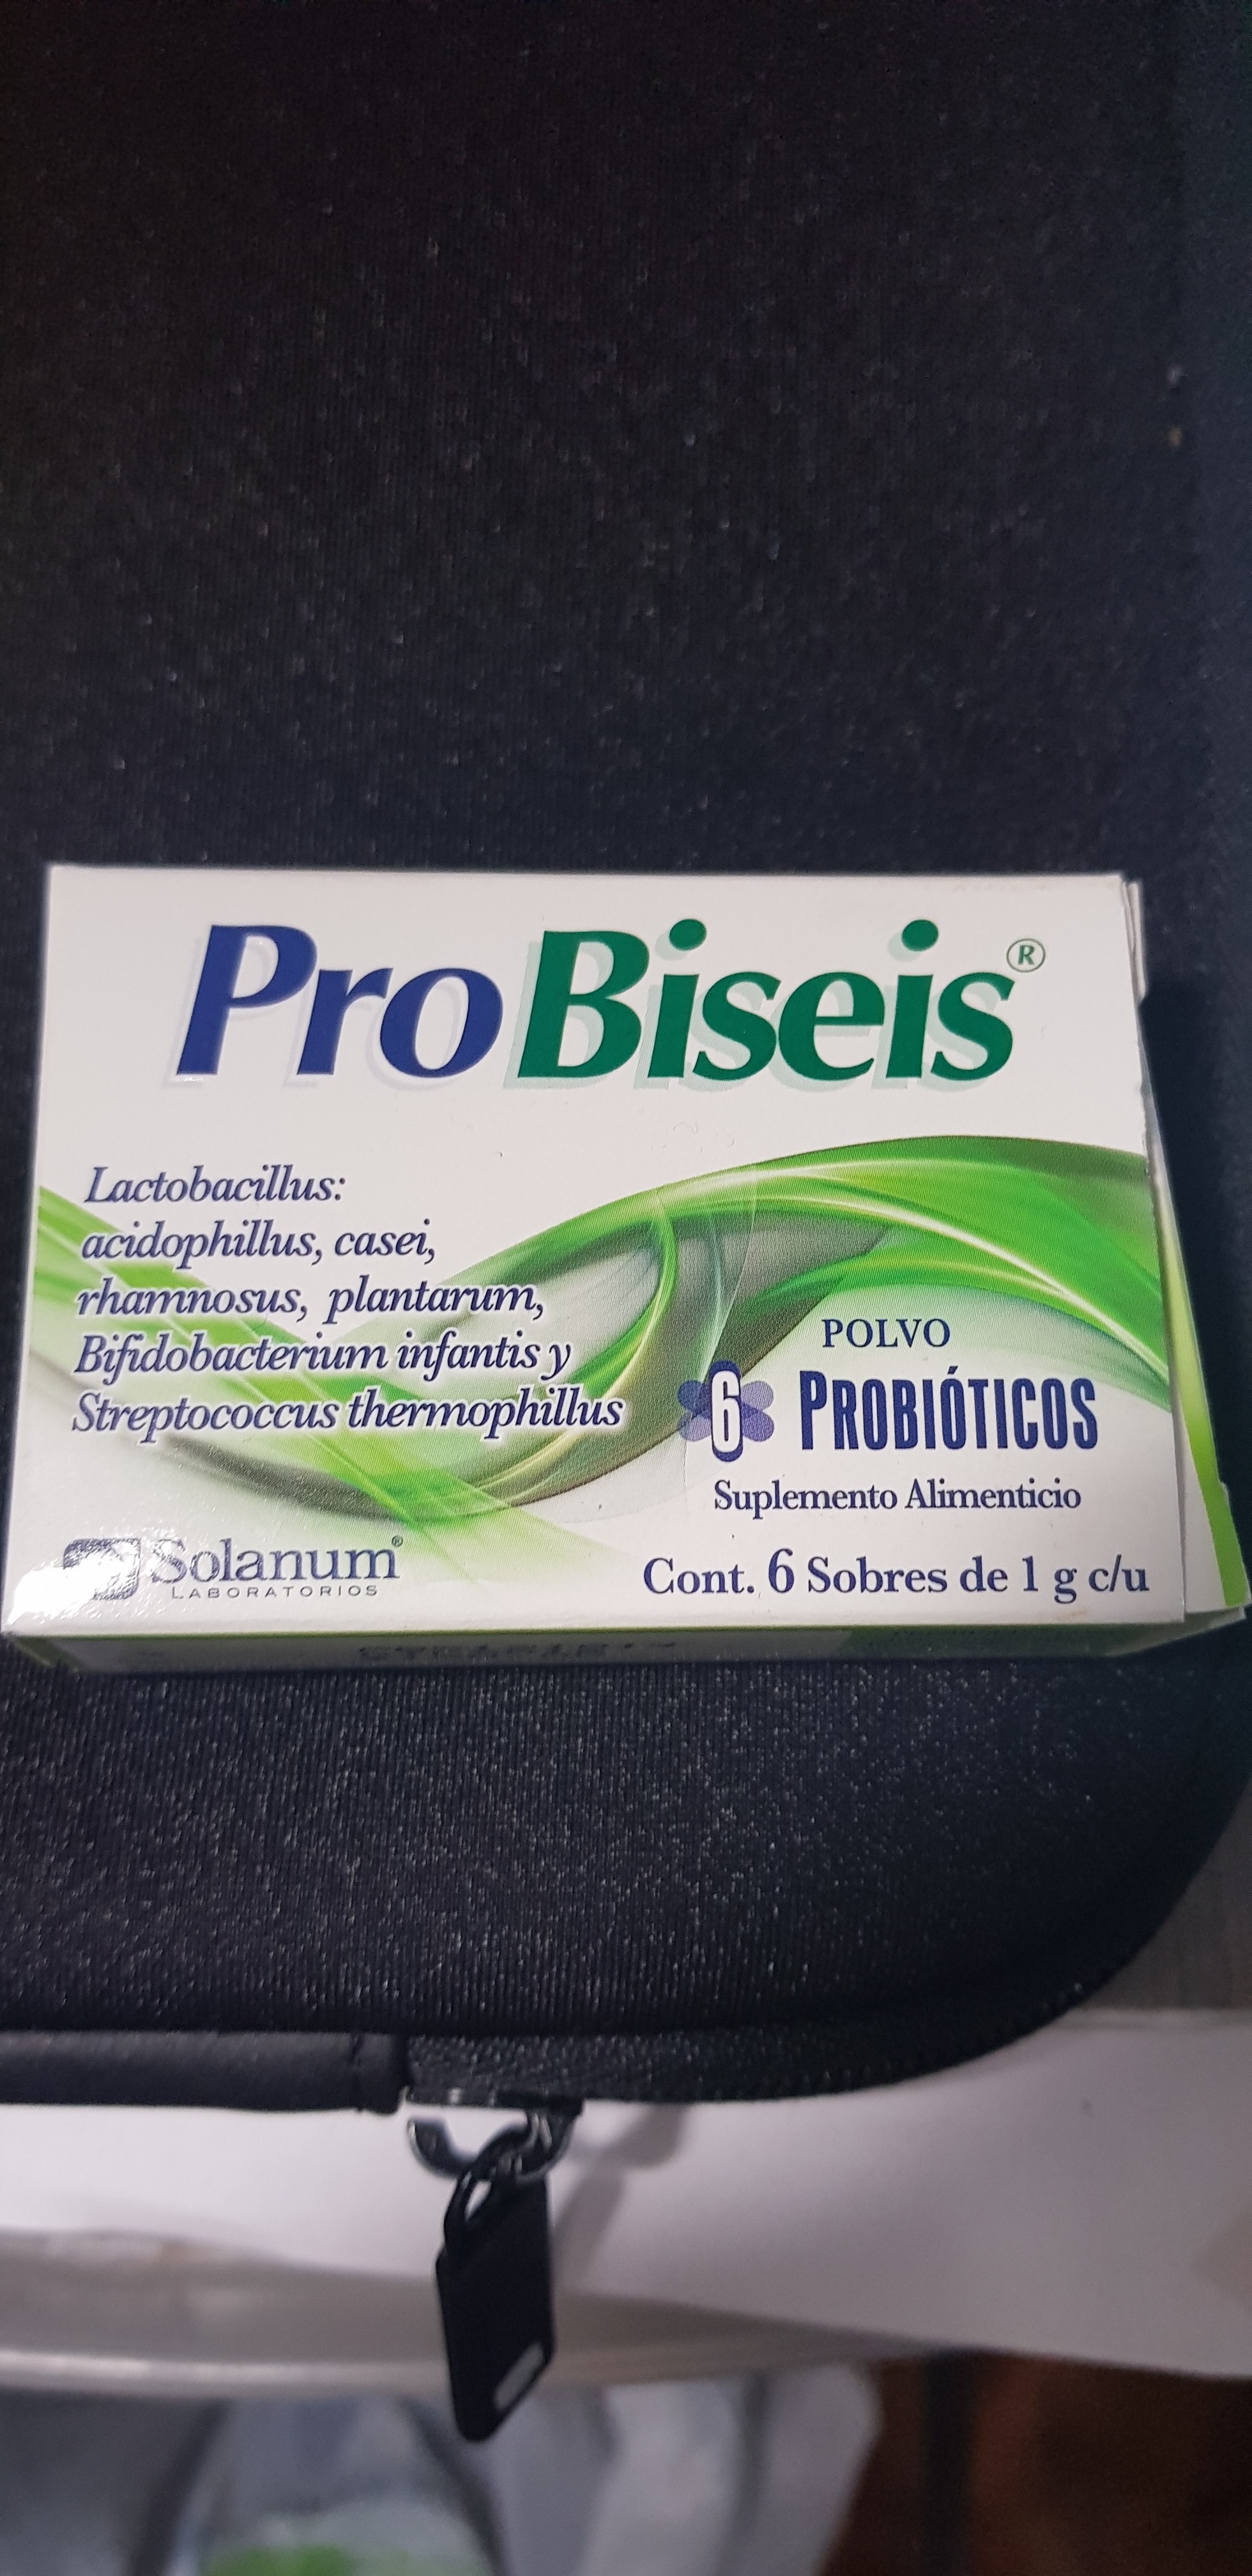 ProBiseis®
Lactobacillus:
acidophillus, casei,
rhamnosus, plantarum,
Bifidobacterium infantis y
Streptococcus thermophillus
POLVO
6 PROBIÓTICOS
Suplemento Alimenticio
Solanum®
LABORATORIOS
Cont. 6 Sobres de 1 g c/u